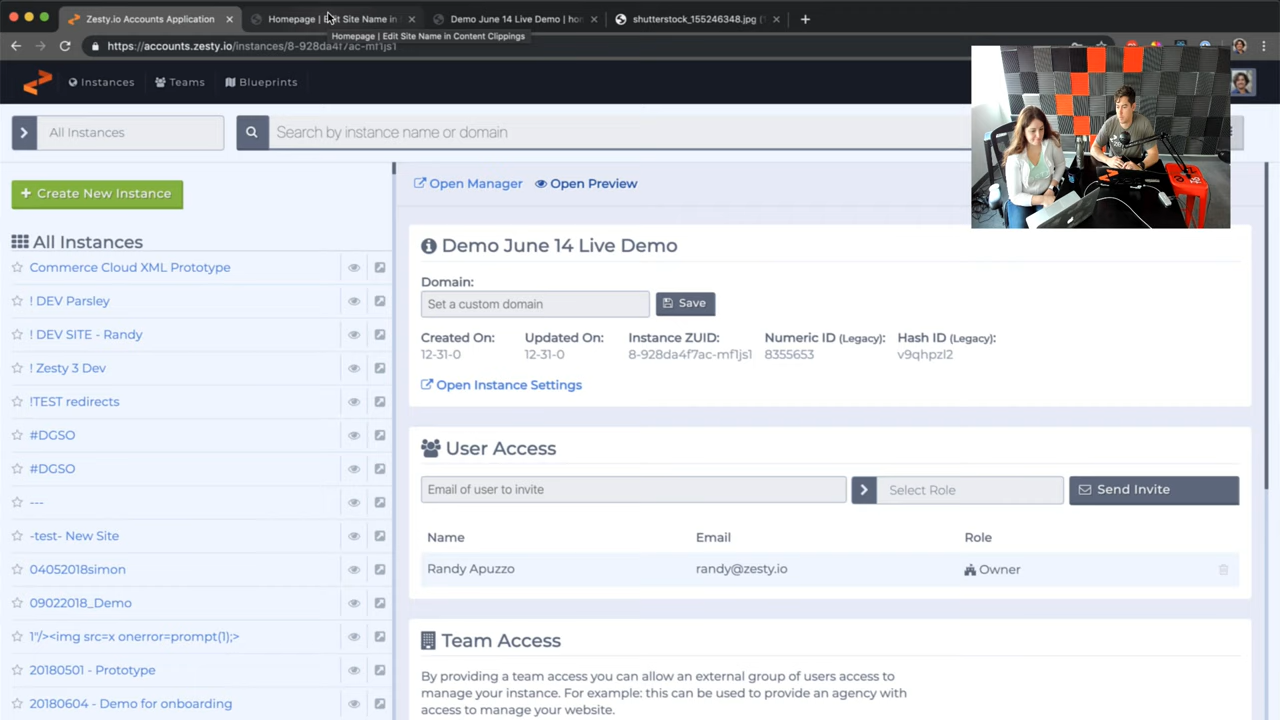 Zesty.io Accounts Application
Homepage | Edit Site Name in
Demo June 14 Live Demo | hom
shutterstock_155246348.jpg (
Homepage | Edit Site Name in Content Clippings
https://accounts.zesty.io/instances/8-928da4f7ac-mf1js1
Instances
Teams
Blueprints
All Instances
Search by instance name or domain
+ Create New Instance
Open Manager
Open Preview
All Instances
Commerce Cloud XML Prototype
! DEV Parsley
! DEV SITE - Randy
! Zesty 3 Dev
!TEST redirects
#DGSO
#DGSO
---
-test- New Site
04052018simon
09022018_Demo
1"/><img src=x onerror=prompt(1);>
20180501 - Prototype
20180604 - Demo for onboarding
Demo June 14 Live Demo
Domain:
Set a custom domain
Save
Created On:
12-31-0
Updated On:
12-31-0
Instance ZUID:
8-928da4f7ac-mf1js1
Numeric ID (Legacy):
8355653
Hash ID (Legacy):
v9qhpzl2
Open Instance Settings
User Access
Email of user to invite
Select Role
Send Invite
Name Email Role
Randy Apuzzo randy@zesty.io Owner
Team Access
By providing a team access you can allow an external group of users access to
manage your instance. For example: this can be used to provide an agency with
access to manage your website.